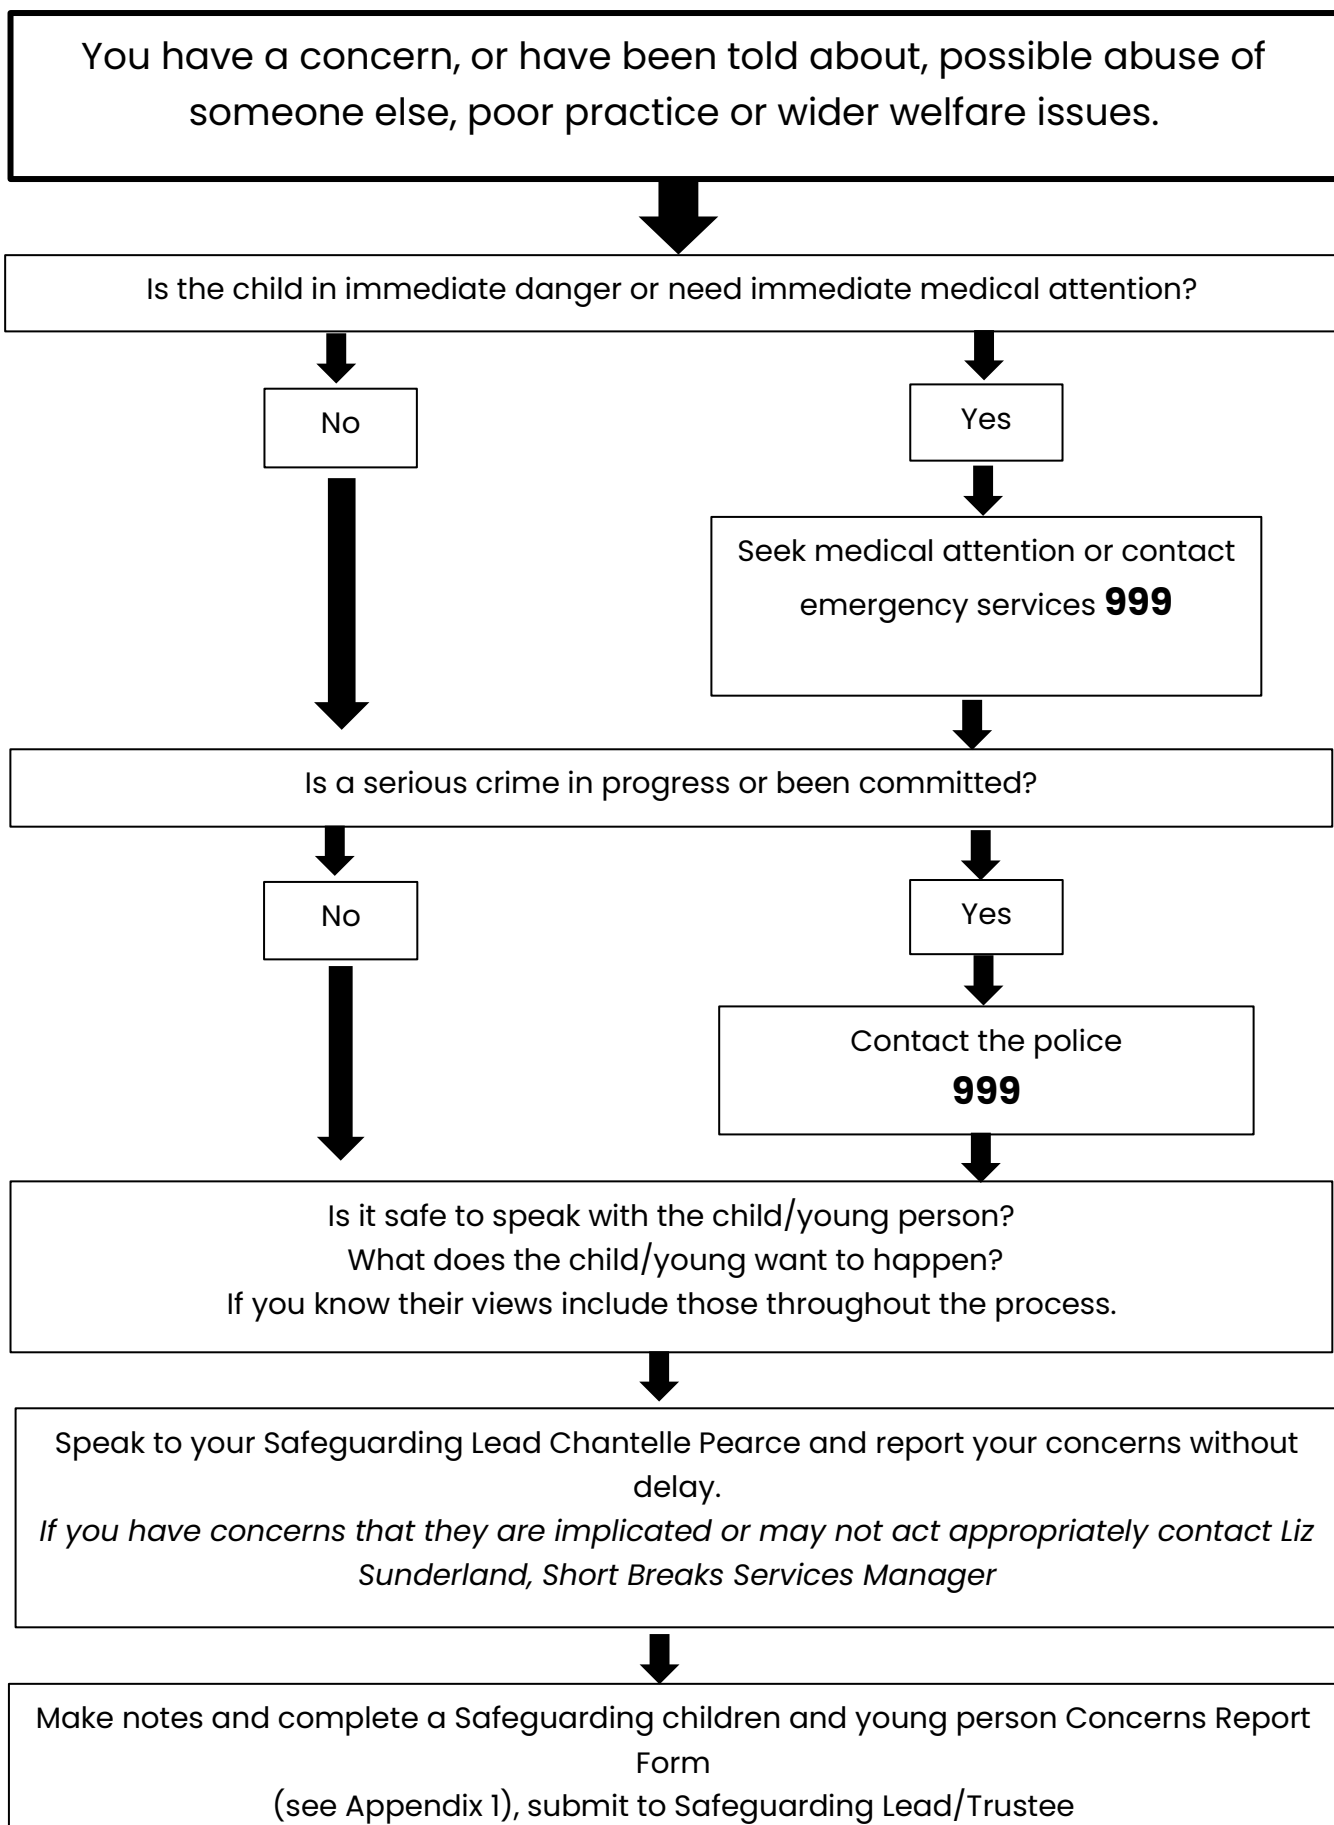 You have a concern, or have been told about, possible abuse of
someone else, poor practice or wider welfare issues.
Is the child in immediate danger or need immediate medical attention?
No
Yes
Seek medical attention or contact
emergency services 999
Is a serious crime in progress or been committed?
No
Yes
Contact the police
999
Is it safe to speak with the child/young person?
What does the child/young want to happen?
If you know their views include those throughout the process.
Speak to your Safeguarding Lead Chantelle Pearce and report your concerns without
delay.
If you have concerns that they are implicated or may not act appropriately contact Liz
Sunderland, Short Breaks Services Manager
Make notes and complete a Safeguarding children and young person Concerns Report
Form
(see Appendix 1), submit to Safeguarding Lead/Trustee